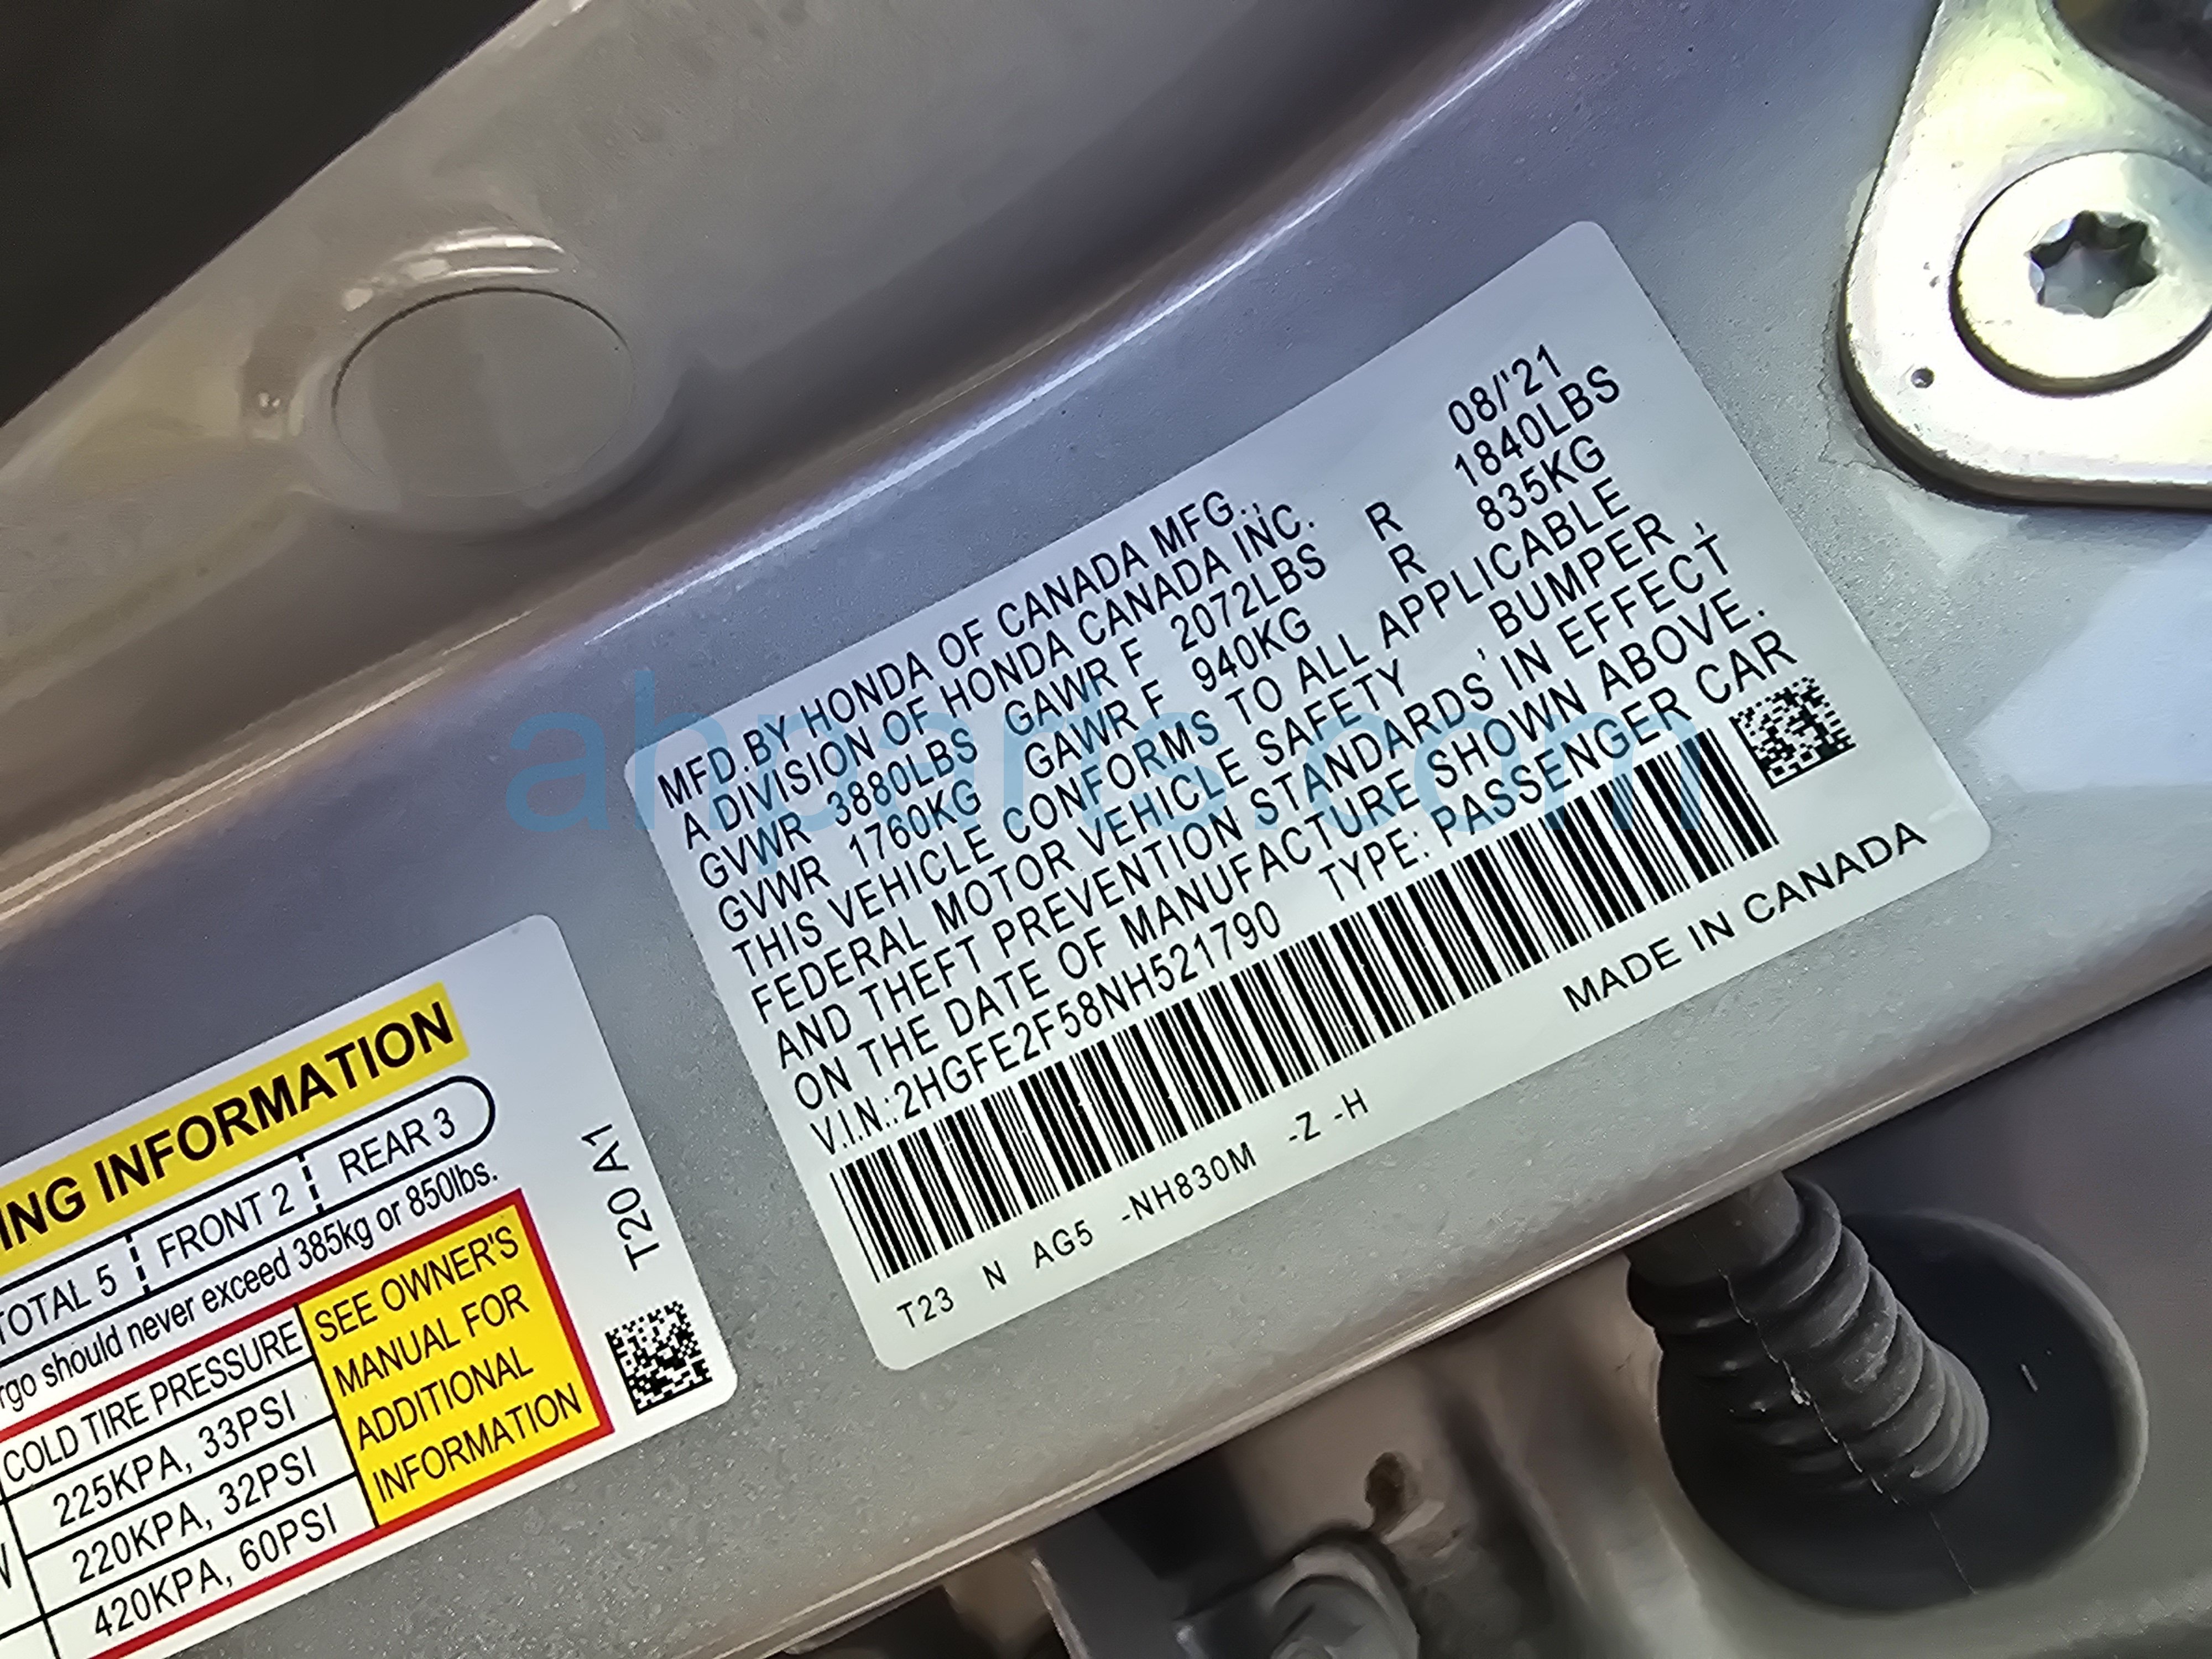 MFD.BY HONDA OF CANADA MFG.,
08/'21
A DIVISION OF HONDA CANADA INC.
GVWR 3880LBS GAWR F 2072LBS R 1840LBS
GVWR 1760KG GAWR F 940KG R 835KG
THIS VEHICLE CONFORMS TO ALL APPLICABLE
FEDERAL MOTOR VEHICLE SAFETY , BUMPER ,
AND THEFT PREVENTION STANDARDS IN EFFECT
ON THE DATE OF MANUFACTURE SHOWN ABOVE.
V.I.N.:2HGFE2F58NH521790 TYPE: PASSENGER CAR
MADE IN CANADA
T23 N AG5 -NH830M -Z -H
ahparts.com
INFORMATION
TOTAL 5 FRONT 2 REAR 3
should never exceed 385kg or 850lbs.
COLD TIRE PRESSURE
225KPA, 33PSI
220KPA, 32PSI
420KPA, 60PSI
SEE OWNER'S
MANUAL FOR
ADDITIONAL
INFORMATION
T20 A1